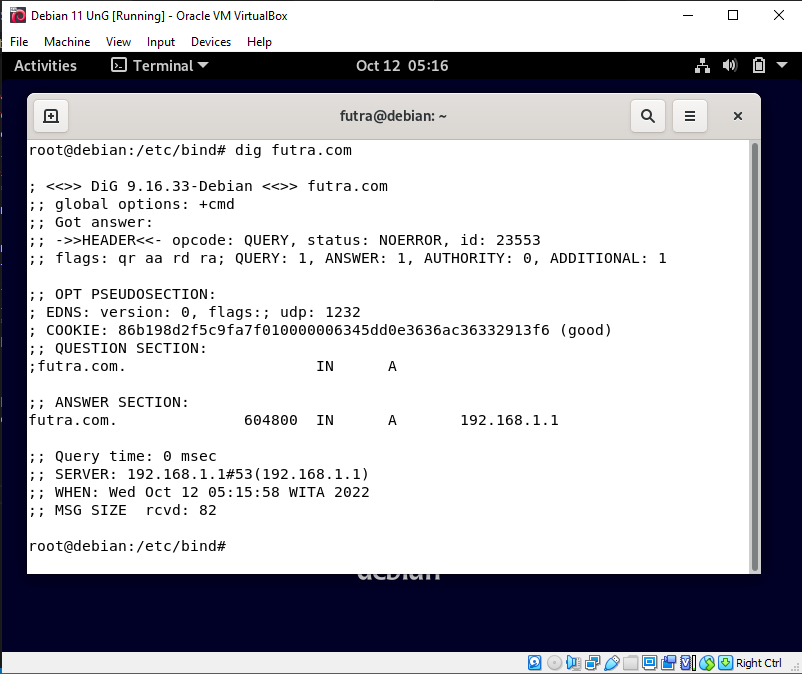 Debian 11 UnG [Running] - Oracle VM VirtualBox
File Machine View Input Devices Help
Activities Terminal Oct 12 05:16
futra@debian: ~
root@debian:/etc/bind# dig futra.com
; <<>> DiG 9.16.33-Debian <<>> futra.com
;; global options: +cmd
;; Got answer:
;; ->>HEADER<<- opcode: QUERY, status: NOERROR, id: 23553
;; flags: qr aa rd ra; QUERY: 1, ANSWER: 1, AUTHORITY: 0, ADDITIONAL: 1
;; OPT PSEUDOSECTION:
; EDNS: version: 0, flags:; udp: 1232
; COOKIE: 86b198d2f5c9fa7f010000006345dd0e3636ac36332913f6 (good)
;; QUESTION SECTION:
;futra.com. IN A
;; ANSWER SECTION:
futra.com. 604800 IN A 192.168.1.1
;; Query time: 0 msec
;; SERVER: 192.168.1.1#53(192.168.1.1)
;; WHEN: Wed Oct 12 05:15:58 WITA 2022
;; MSG SIZE rcvd: 82
root@debian:/etc/bind#
debian
Right Ctrl